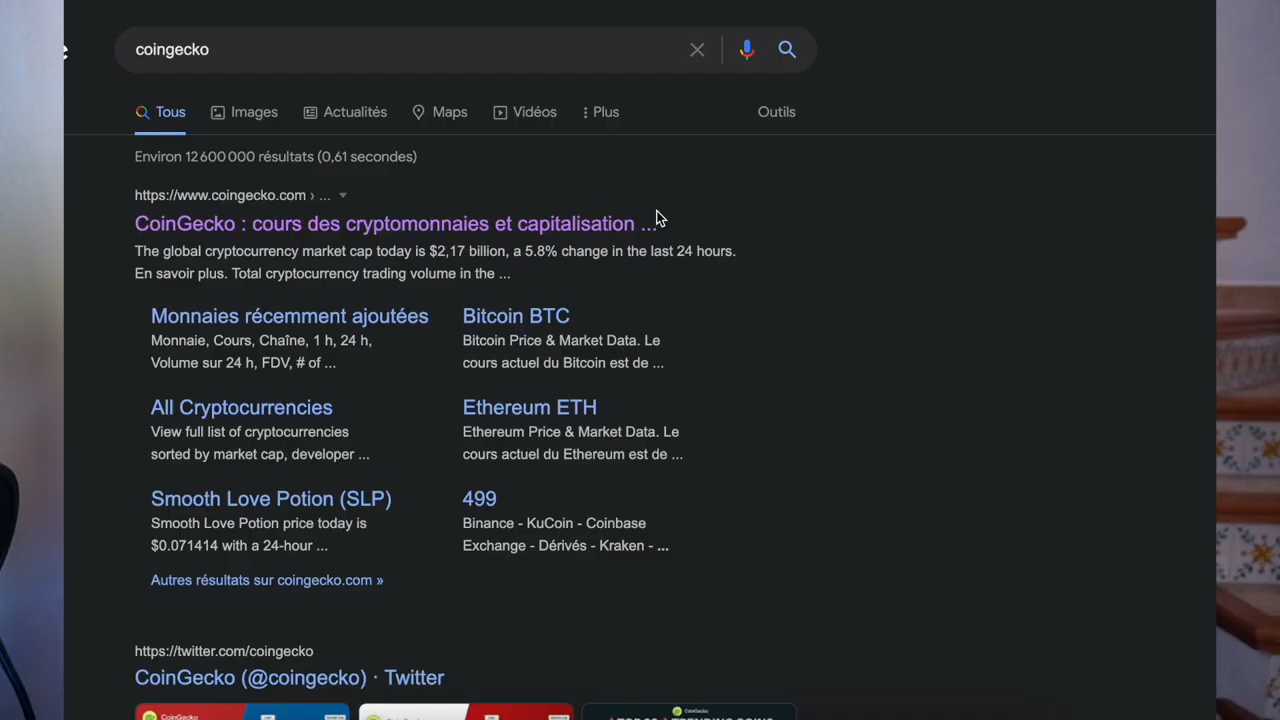 coingecko
Tous Images Actualités Maps Vidéos Plus Outils
Environ 12 600 000 résultats (0,61 secondes)
https://www.coingecko.com › ...
CoinGecko : cours des cryptomonnaies et capitalisation ...
The global cryptocurrency market cap today is $2,17 billion, a 5.8% change in the last 24 hours.
En savoir plus. Total cryptocurrency trading volume in the ...
Monnaies récemment ajoutées
Monnaie, Cours, Chaîne, 1 h, 24 h,
Volume sur 24 h, FDV, # of ...
Bitcoin BTC
Bitcoin Price & Market Data. Le
cours actuel du Bitcoin est de ...
All Cryptocurrencies
View full list of cryptocurrencies
sorted by market cap, developer ...
Ethereum ETH
Ethereum Price & Market Data. Le
cours actuel du Ethereum est de ...
Smooth Love Potion (SLP)
Smooth Love Potion price today is
$0.071414 with a 24-hour ...
499
Binance - KuCoin - Coinbase
Exchange - Dérivés - Kraken - ...
Autres résultats sur coingecko.com »
https://twitter.com/coingecko
CoinGecko (@coingecko) · Twitter
CoinGecko
CoinGecko
CoinGecko